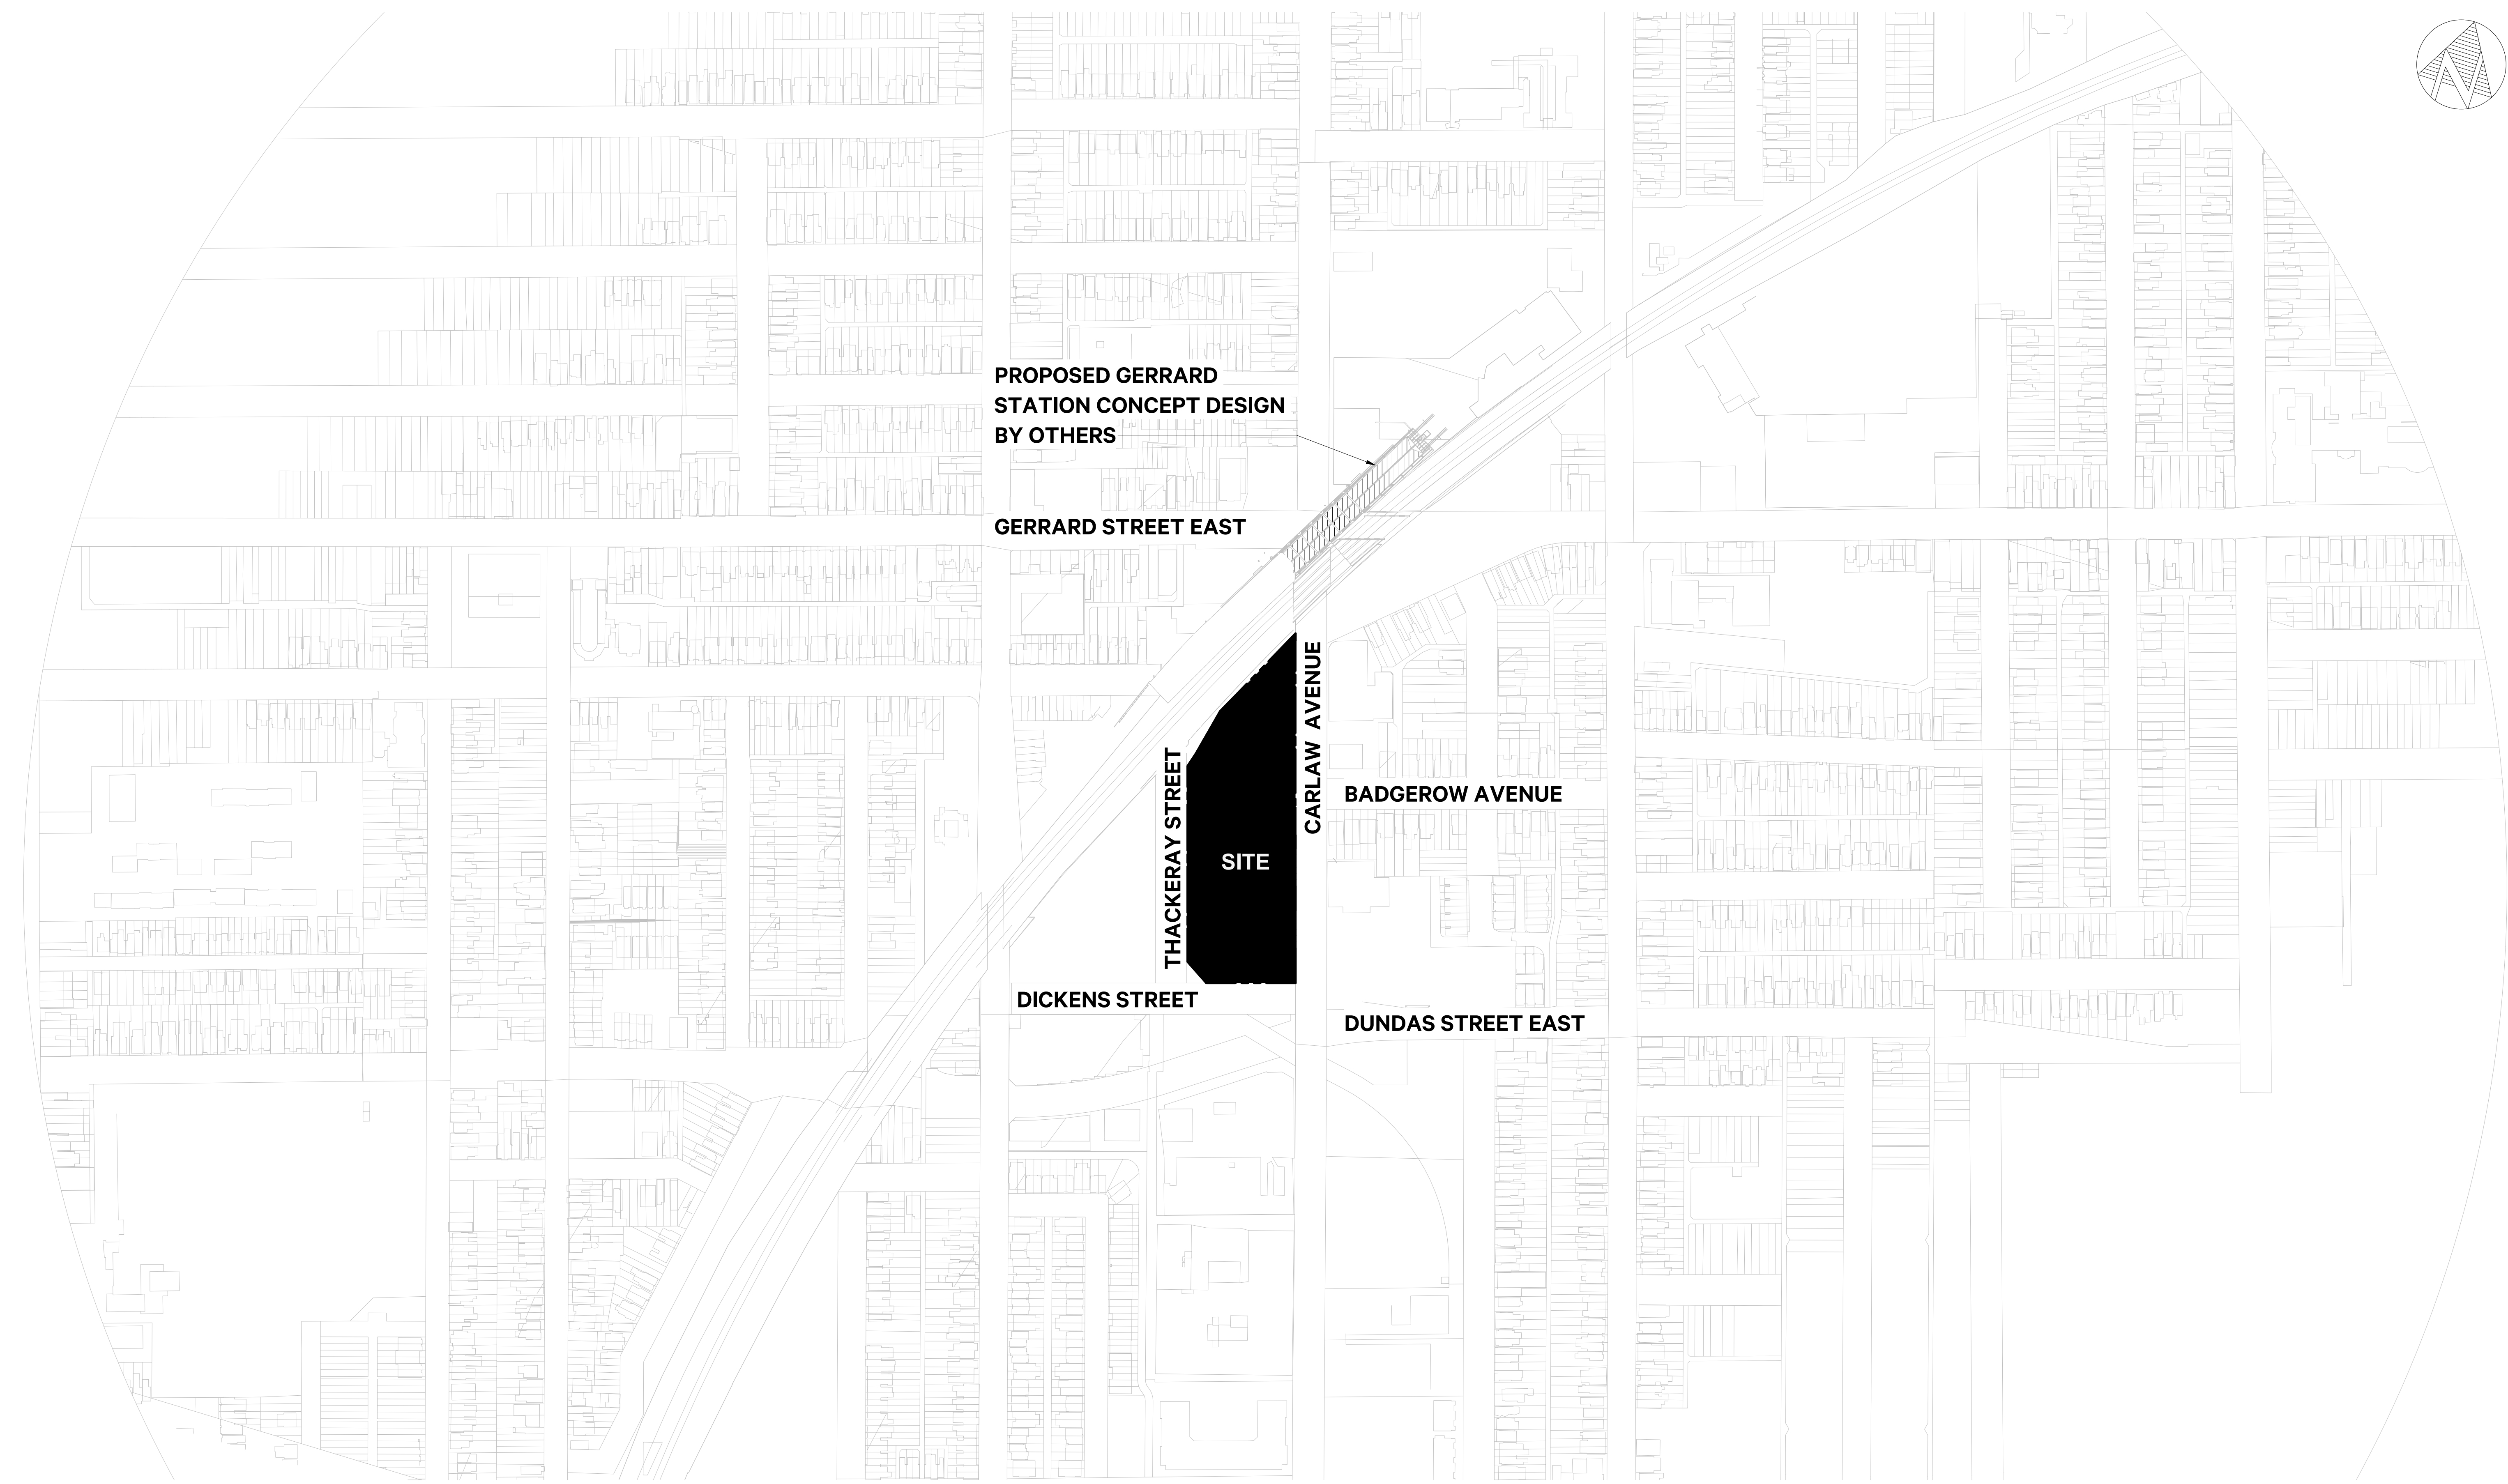 PROPOSED GERRARD
STATION CONCEPT DESIGN
BY OTHERS
GERRARD STREET EAST
CARLAW AVENUE
THACKERAY STREET
BADGEROW AVENUE
SITE
DICKENS STREET
DUNDAS STREET EAST
N